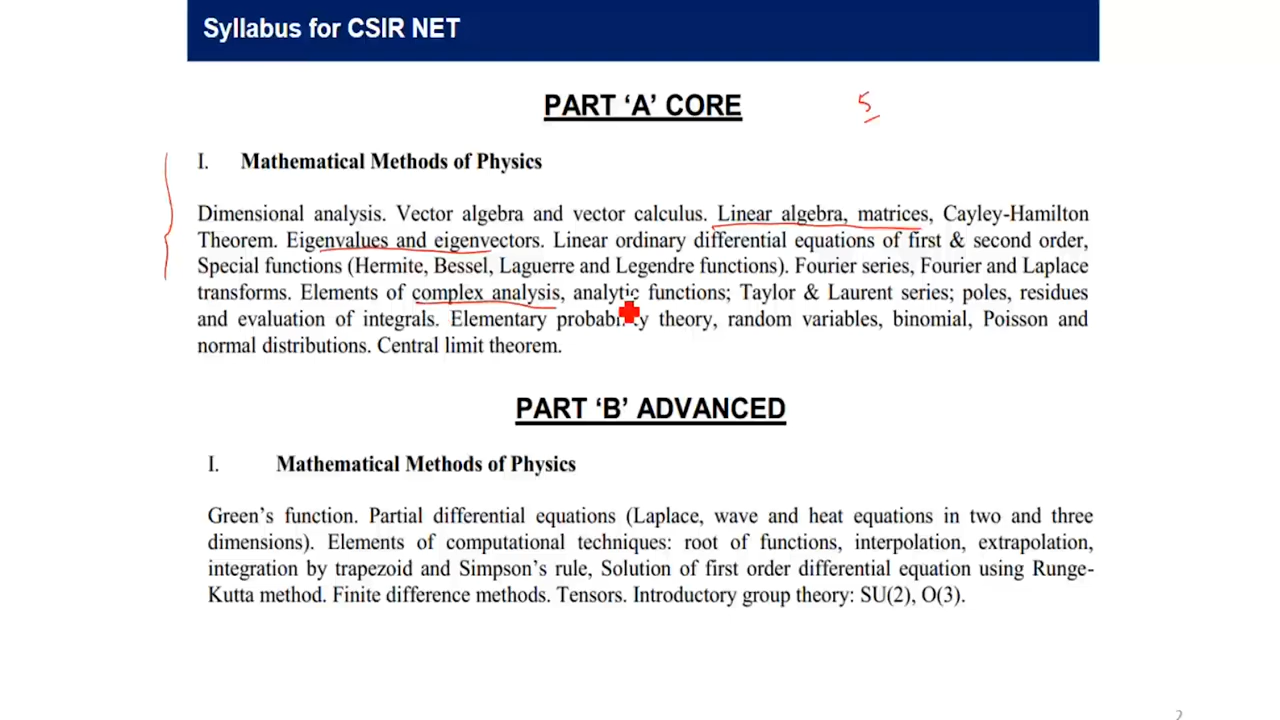 Syllabus for CSIR NET
PART ‘A’ CORE
5
I. Mathematical Methods of Physics
Dimensional analysis. Vector algebra and vector calculus. Linear algebra, matrices, Cayley-Hamilton
Theorem. Eigenvalues and eigenvectors. Linear ordinary differential equations of first & second order,
Special functions (Hermite, Bessel, Laguerre and Legendre functions). Fourier series, Fourier and Laplace
transforms. Elements of complex analysis, analytic functions; Taylor & Laurent series; poles, residues
and evaluation of integrals. Elementary probability theory, random variables, binomial, Poisson and
normal distributions. Central limit theorem.
PART ‘B’ ADVANCED
I. Mathematical Methods of Physics
Green’s function. Partial differential equations (Laplace, wave and heat equations in two and three
dimensions). Elements of computational techniques: root of functions, interpolation, extrapolation,
integration by trapezoid and Simpson’s rule, Solution of first order differential equation using Runge-
Kutta method. Finite difference methods. Tensors. Introductory group theory: SU(2), O(3).
2